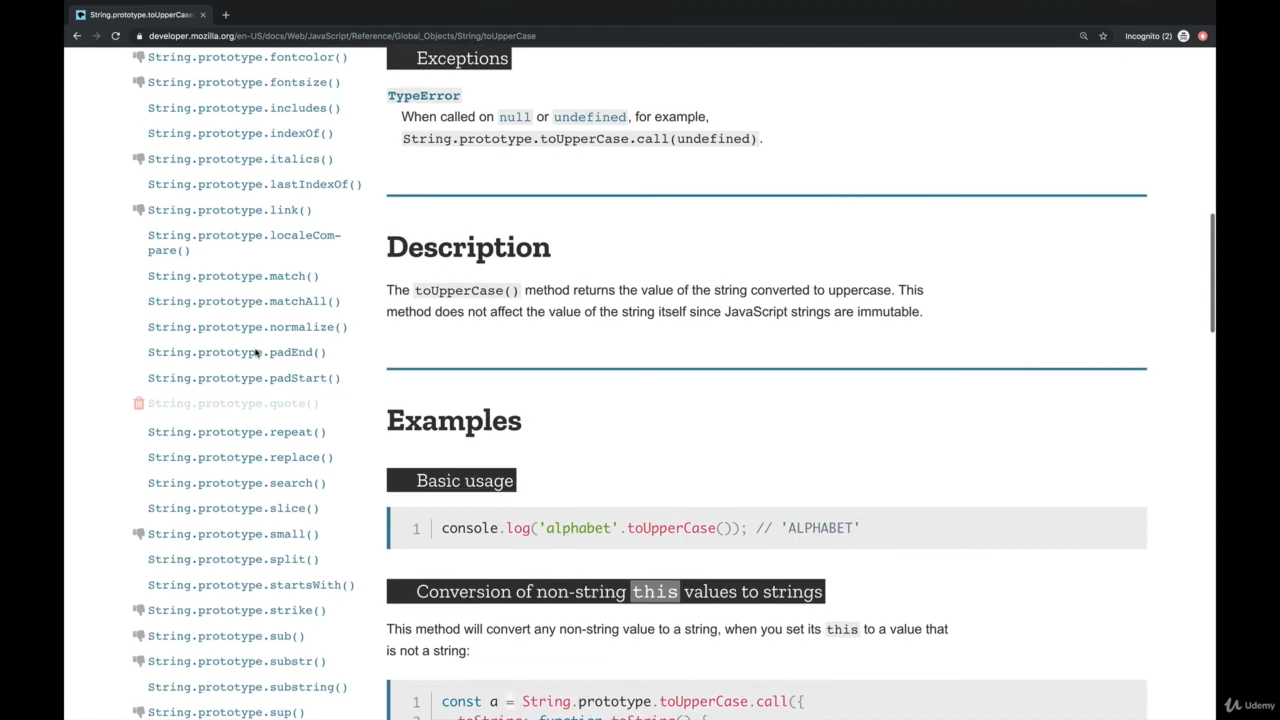 String.prototype.toUpperCase
developer.mozilla.org/en-US/docs/Web/JavaScript/Reference/Global_Objects/String/toUpperCase
Incognito (2)
String.prototype.fontcolor()
String.prototype.fontsize()
String.prototype.includes()
String.prototype.indexOf()
String.prototype.italics()
String.prototype.lastIndexOf()
String.prototype.link()
String.prototype.localeCom-
pare()
String.prototype.match()
String.prototype.matchAll()
String.prototype.normalize()
String.prototype.padEnd()
String.prototype.padStart()
String.prototype.quote()
String.prototype.repeat()
String.prototype.replace()
String.prototype.search()
String.prototype.slice()
String.prototype.small()
String.prototype.split()
String.prototype.startsWith()
String.prototype.strike()
String.prototype.sub()
String.prototype.substr()
String.prototype.substring()
String.prototype.sup()
Exceptions
TypeError
When called on null or undefined, for example,
String.prototype.toUpperCase.call(undefined).
Description
The toUpperCase() method returns the value of the string converted to uppercase. This
method does not affect the value of the string itself since JavaScript strings are immutable.
Examples
Basic usage
1 console.log('alphabet'.toUpperCase()); // 'ALPHABET'
Conversion of non-string this values to strings
This method will convert any non-string value to a string, when you set its this to a value that
is not a string:
1 const a = String.prototype.toUpperCase.call({
toString: function toString() {
Udemy